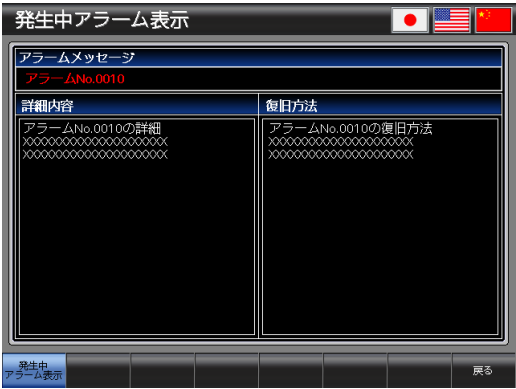 発生中アラーム表示
アラームメッセージ
アラームNo.0010
詳細内容
復旧方法
アラームNo.0010の詳細
XXXXXXXXXXXXXXXXXXXX
XXXXXXXXXXXXXXXXXXXX
アラームNo.0010の復旧方法
XXXXXXXXXXXXXXXXXXXX
XXXXXXXXXXXXXXXXXXXX
発生中
アラーム表示
戻る